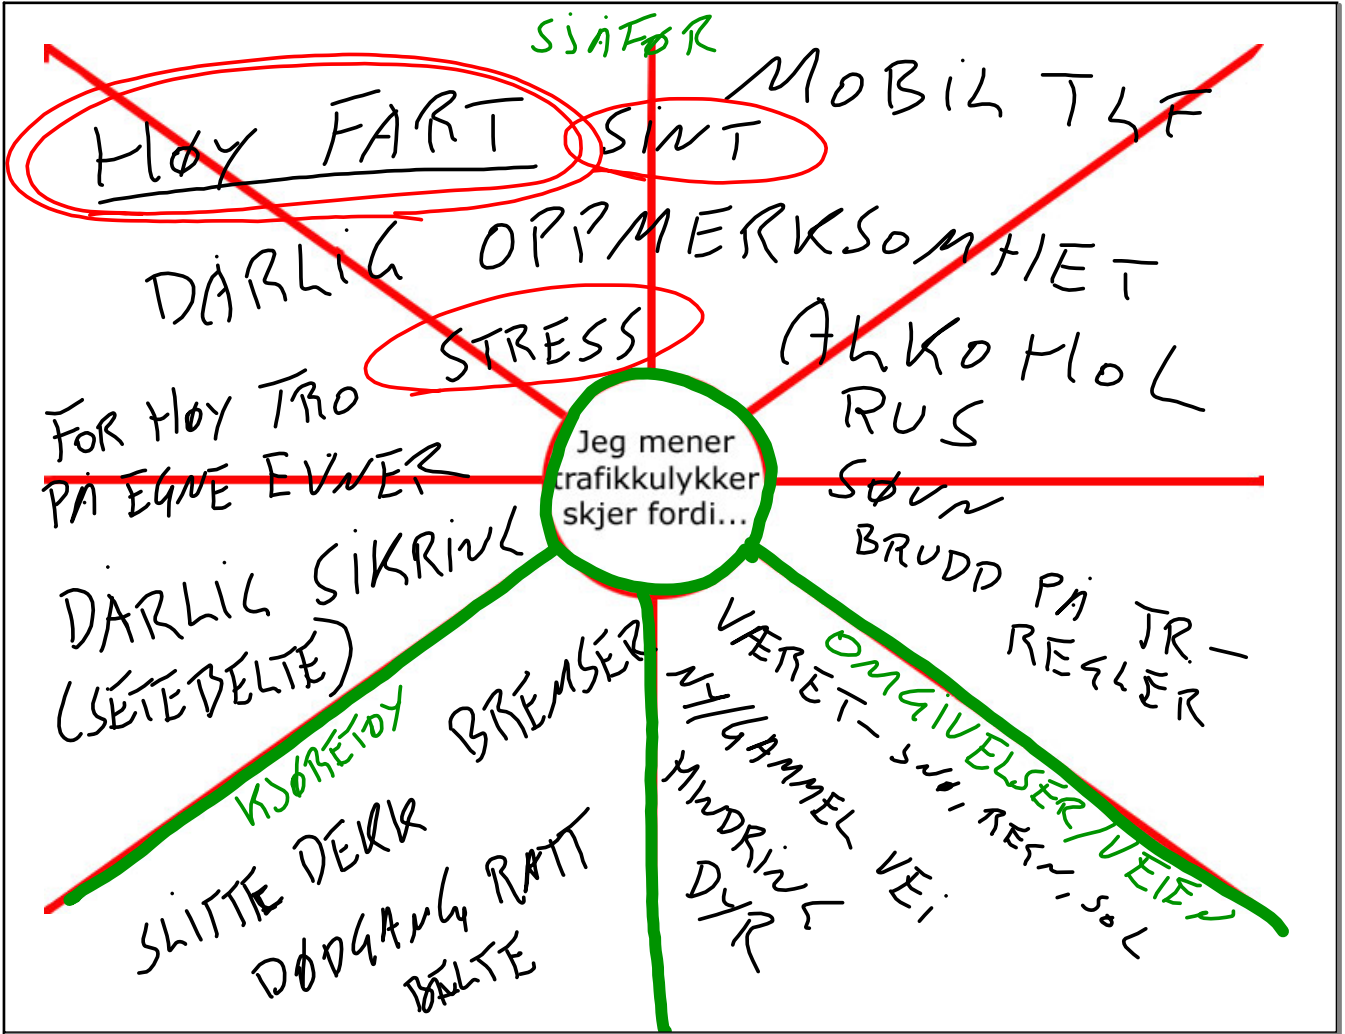 SJÅFØR
MOBIL TLF
HØY FART
SINT
DÅRLIG OPPMERKSOMHET
STRESS
ALKOHOL
RUS
FOR HØY TRO
PÅ EGNE EVNER
Jeg mener
trafikkulykker
skjer fordi...
SØVN
BRUDD PÅ TR-
REGLER
DÅRLIG SIKRING
(SETEBELTE)
KJØRETØY
BREMSER
SLITTE DEKK
DØDGANG, RATT
BÆLTE
OMGIVELSER/VEIEN
VÆRET- SNØ, REGN, SOL
NY/GAMMEL VEI
MINDRING
DYR